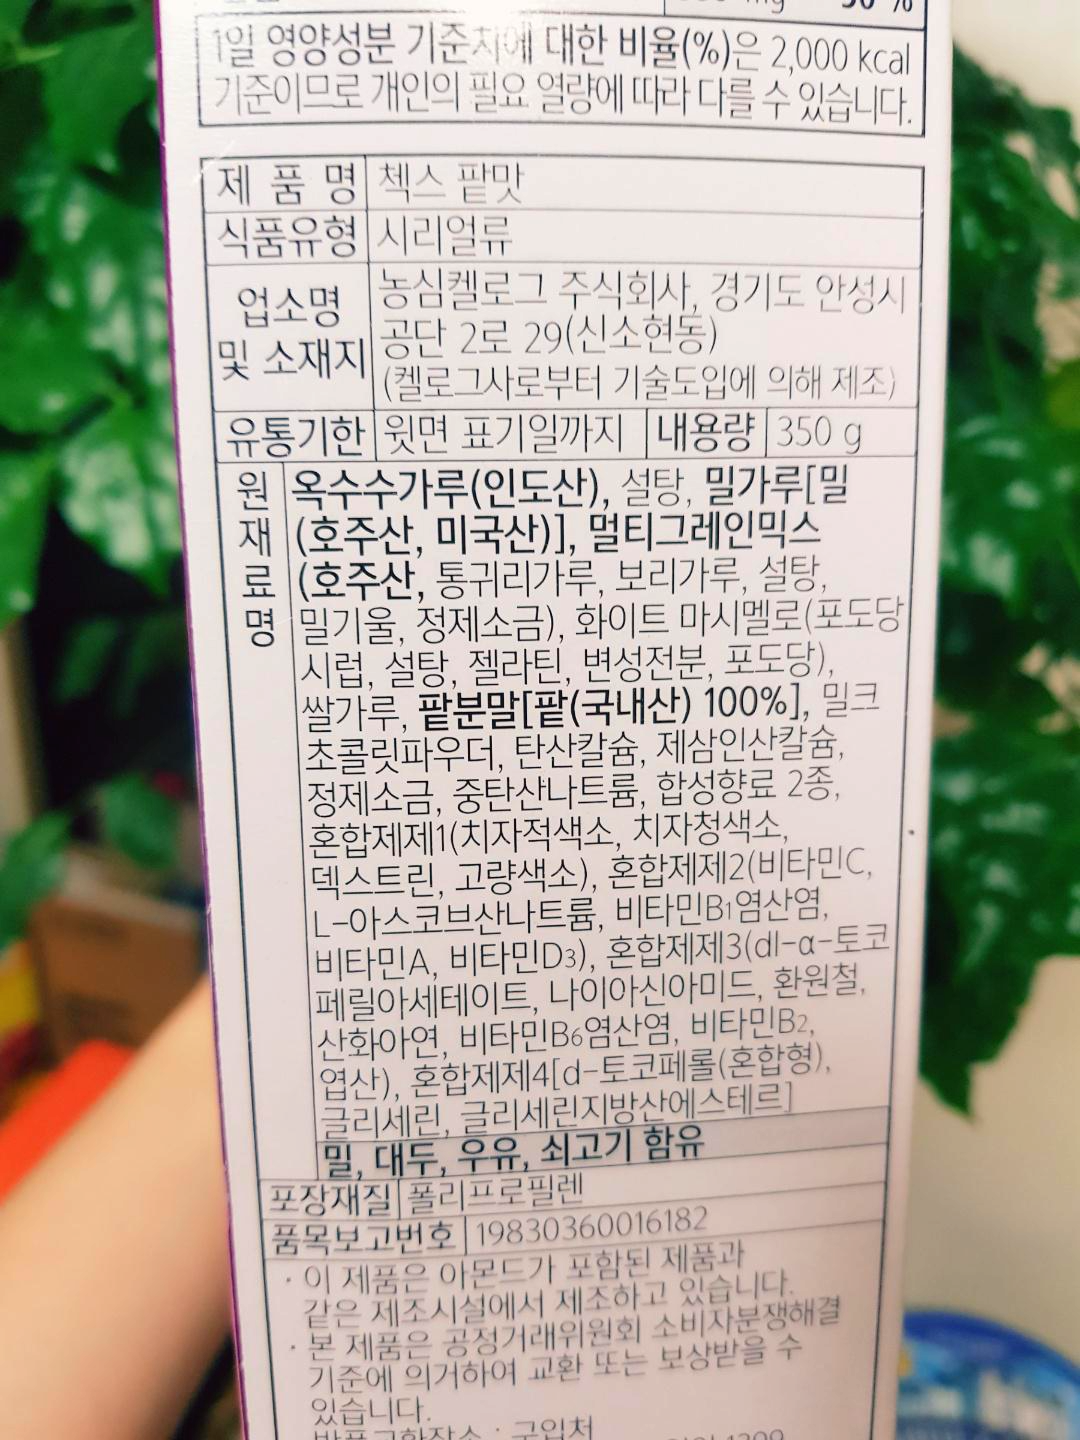 1일 영양성분 기준치에 대한 비율(%)은 2,000 kcal
기준이므로 개인의 필요 열량에 따라 다를 수 있습니다.
제 품 명 첵스 팥맛
식품유형 시리얼류
업소명 및 소재지
농심켈로그 주식회사, 경기도 안성시
공단 2로 29(신소현동)
(켈로그사로부터 기술도입에 의해 제조)
유통기한 윗면 표기일까지 내용량 350 g
원재료명
옥수수가루(인도산), 설탕, 밀가루[밀
(호주산, 미국산)], 멀티그레인믹스
(호주산, 통귀리가루, 보리가루, 설탕,
밀기울, 정제소금), 화이트 마시멜로(포도당
시럽, 설탕, 젤라틴, 변성전분, 포도당),
쌀가루, 팥분말[팥(국내산) 100%], 밀크
초콜릿파우더, 탄산칼슘, 제삼인산칼슘,
정제소금, 중탄산나트륨, 합성향료 2종,
혼합제제1(치자적색소, 치자청색소,
덱스트린, 고량색소), 혼합제제2(비타민C,
L-아스코브산나트륨, 비타민B1염산염,
비타민A, 비타민D3), 혼합제제3(dl-α-토코
페릴아세테이트, 나이아신아미드, 환원철,
산화아연, 비타민B6염산염, 비타민B2,
엽산), 혼합제제4[d-토코페롤(혼합형),
글리세린, 글리세린지방산에스테르]
밀, 대두, 우유, 쇠고기 함유
포장재질 폴리프로필렌
품목보고번호 19830360016182
· 이 제품은 아몬드가 포함된 제품과
같은 제조시설에서 제조하고 있습니다.
· 본 제품은 공정거래위원회 소비자분쟁해결
기준에 의거하여 교환 또는 보상받을 수
있습니다.
: 구입처